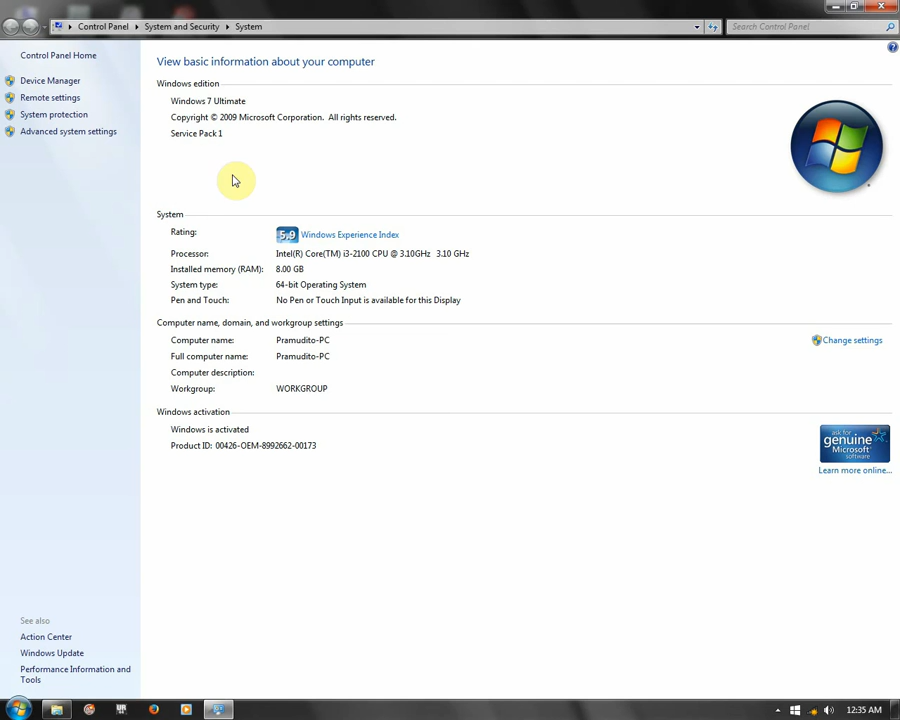 Control Panel System and Security System
Search Control Panel
Control Panel Home
Device Manager
Remote settings
System protection
Advanced system settings
View basic information about your computer
Windows edition
Windows 7 Ultimate
Copyright © 2009 Microsoft Corporation. All rights reserved.
Service Pack 1
System
Rating: 5.9 Windows Experience Index
Processor: Intel(R) Core(TM) i3-2100 CPU @ 3.10GHz 3.10 GHz
Installed memory (RAM): 8.00 GB
System type: 64-bit Operating System
Pen and Touch: No Pen or Touch Input is available for this Display
Computer name, domain, and workgroup settings
Computer name: Pramudito-PC
Change settings
Full computer name: Pramudito-PC
Computer description:
Workgroup: WORKGROUP
Windows activation
Windows is activated
Product ID: 00426-OEM-8992662-00173
ask for
genuine
Microsoft
software
Learn more online...
See also
Action Center
Windows Update
Performance Information and
Tools
12:35 AM